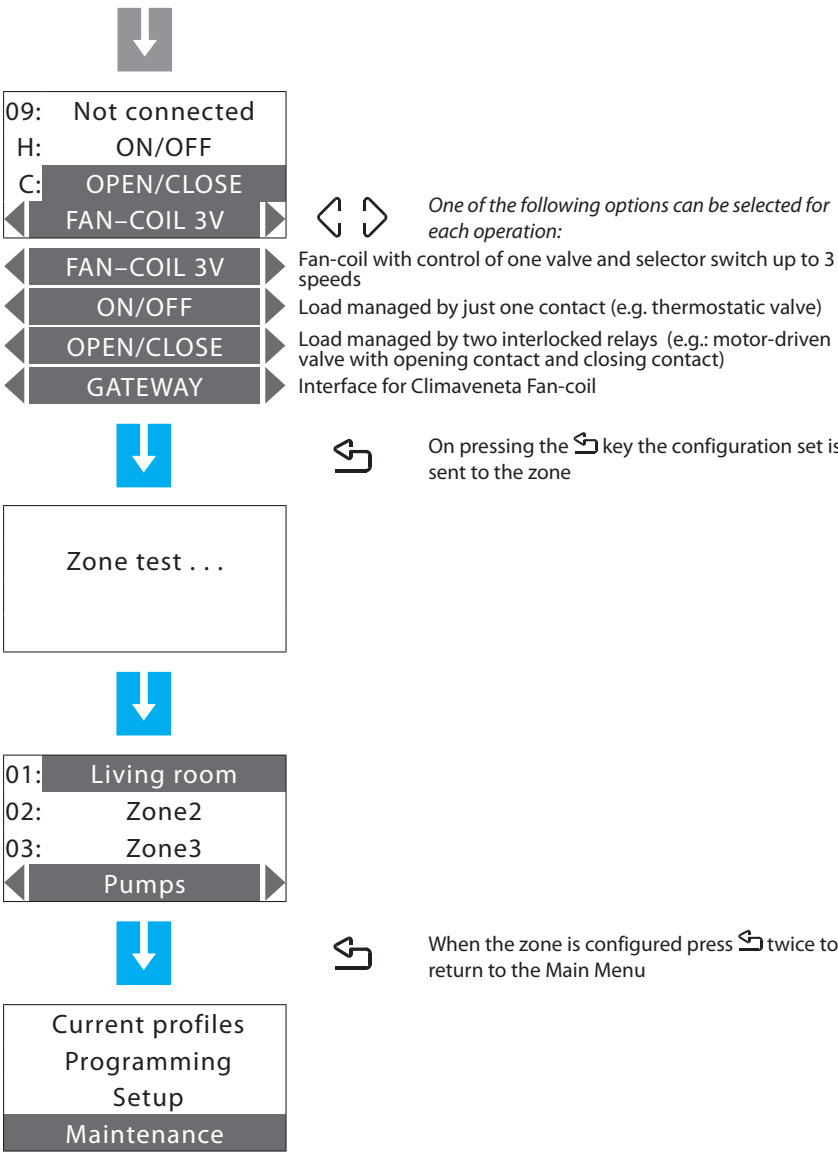 09: Not connected
H: ON/OFF
C: OPEN/CLOSE
FAN–COIL 3V
One of the following options can be selected for
each operation:
FAN–COIL 3V
Fan-coil with control of one valve and selector switch up to 3
speeds
ON/OFF
Load managed by just one contact (e.g. thermostatic valve)
OPEN/CLOSE
Load managed by two interlocked relays (e.g.: motor-driven
valve with opening contact and closing contact)
GATEWAY
Interface for Climaveneta Fan-coil
On pressing the key the configuration set is
sent to the zone
Zone test . . .
01: Living room
02: Zone2
03: Zone3
Pumps
When the zone is configured press twice to
return to the Main Menu
Current profiles
Programming
Setup
Maintenance